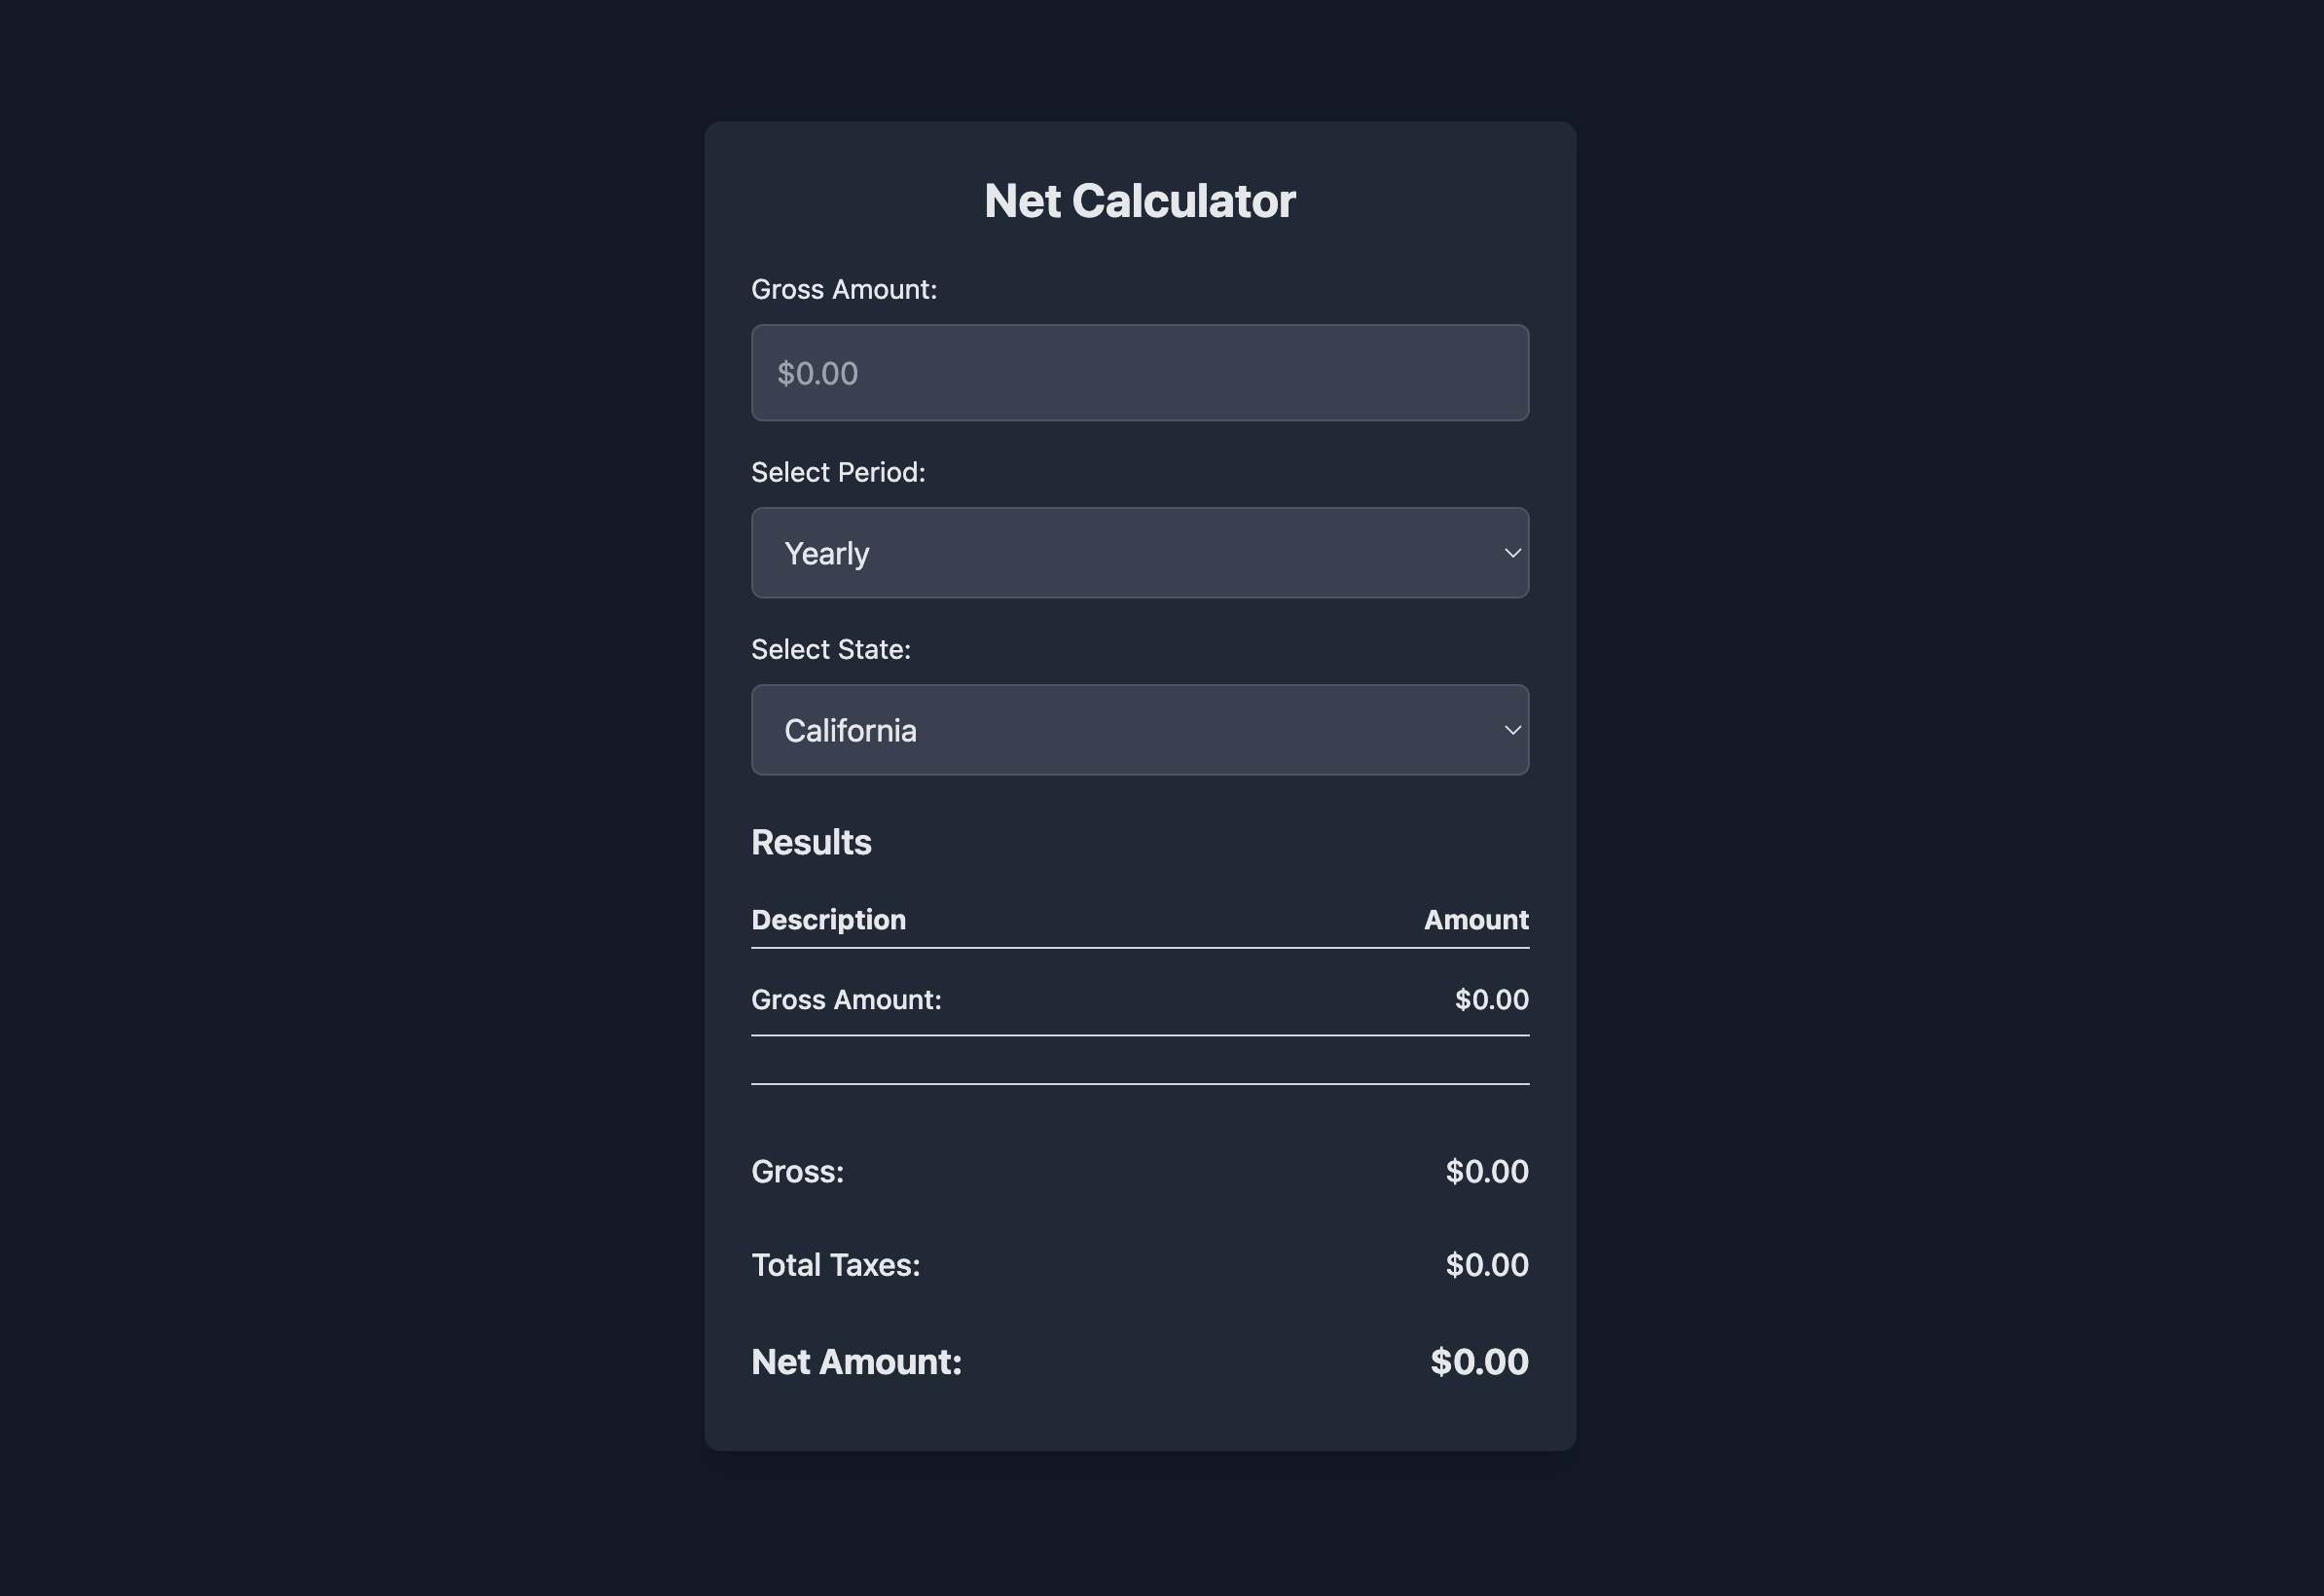 Net Calculator
Gross Amount:
$0.00
Select Period:
Yearly
Select State:
California
Results
Description Amount
Gross Amount: $0.00
Gross: $0.00
Total Taxes: $0.00
Net Amount: $0.00